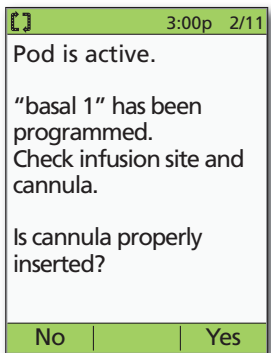 3:00p 2/11
Pod is active.
“basal 1” has been
programmed.
Check infusion site and
cannula.
Is cannula properly
inserted?
No Yes